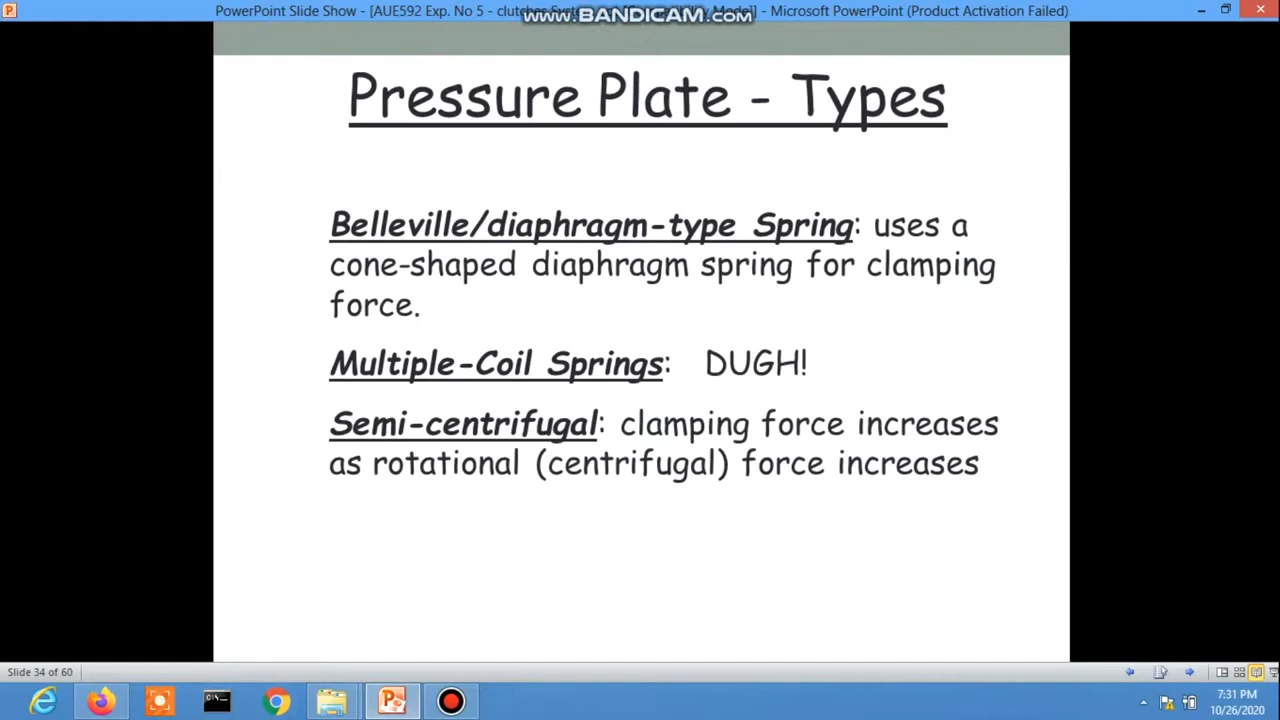 PowerPoint Slide Show - [AUE592 Exp. No 5 - clutches Model] - Microsoft PowerPoint (Product Activation Failed)
www.BANDICAM.com
Pressure Plate - Types
Belleville/diaphragm-type Spring: uses a
cone-shaped diaphragm spring for clamping
force.
Multiple-Coil Springs: DUGH!
Semi-centrifugal: clamping force increases
as rotational (centrifugal) force increases
Slide 34 of 60
7:31 PM
10/26/2020